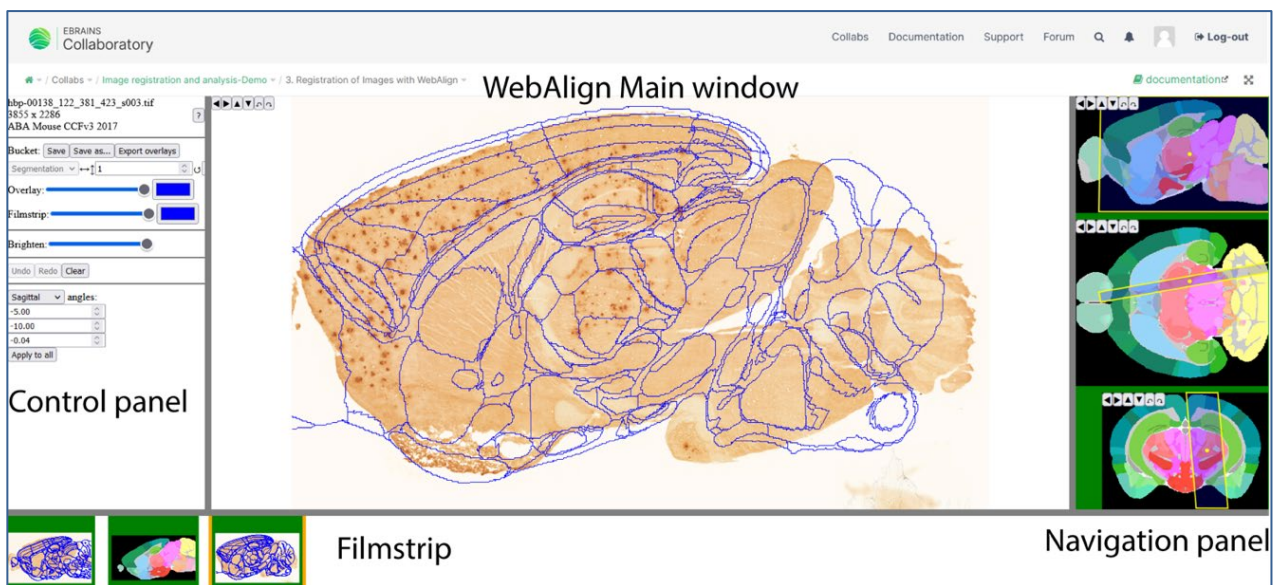 EBRAINS
Collaboratory
Collabs Documentation Support Forum Log-out
/ Collabs / Image registration and analysis-Demo / 3. Registration of Images with WebAlign
WebAlign Main window
documentation
hbp-00138_122_381_423_s003.tif
3855 x 2286
?
ABA Mouse CCFv3 2017
Bucket: Save Save as... Export overlays
Segmentation 1
Overlay:
Filmstrip:
Brighten:
Undo Redo Clear
Sagittal angles:
-5.00
-10.00
-0.04
Apply to all
Control panel
Filmstrip
Navigation panel